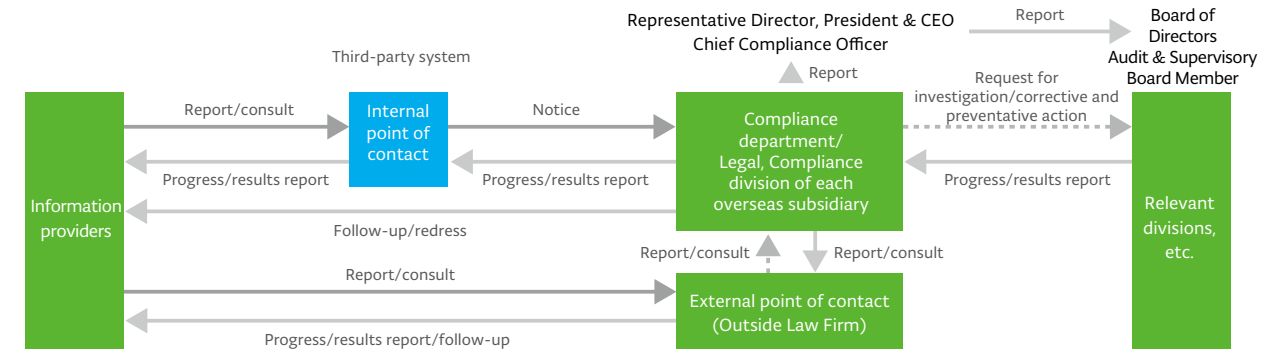 Representative Director, President & CEO
Chief Compliance Officer
Report
Board of
Directors
Audit & Supervisory
Board Member
Third-party system
Report
Request for
investigation/corrective and
preventative action
Report/consult
Internal
point of
contact
Notice
Compliance
department/
Legal, Compliance
division of each
overseas subsidiary
Progress/results report
Progress/results report
Progress/results report
Information
providers
Relevant
divisions,
etc.
Follow-up/redress
Report/consult
Report/consult
Report/consult
External point of contact
(Outside Law Firm)
Progress/results report/follow-up